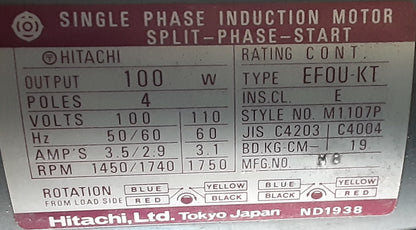 SINGLE PHASE INDUCTION MOTOR
SPLIT-PHASE-START
HITACHI
OUTPUT 100 W
POLES 4
VOLTS 100 110
Hz 50/60 60
AMP'S 3.5/2.9 3.1
RPM 1450/1740 1750
RATING CONT.
TYPE EFOU-KT
INS.CL. E
STYLE NO. M1107P
JIS C4203 C4004
BD.KG-CM- 19
MFG.NO. M8
ROTATION
FROM LOAD SIDE
BLUE YELLOW
RED BLACK
BLUE YELLOW
RED BLACK
Hitachi,Ltd. Tokyo Japan ND1938